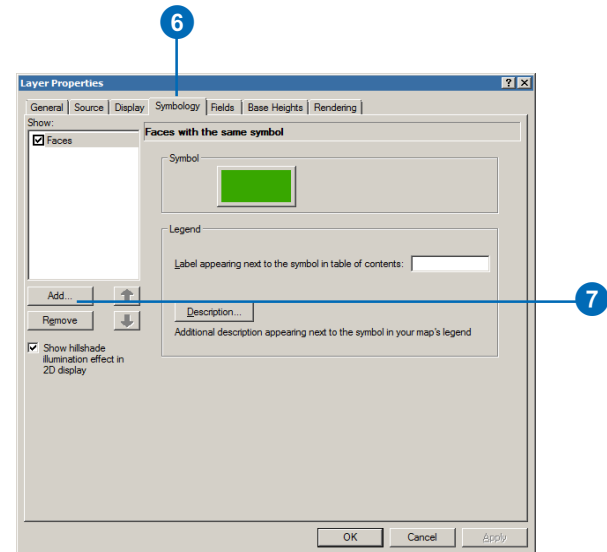 6
Layer Properties
General Source Display Symbology Fields Base Heights Rendering
Show:
Faces
Faces with the same symbol
Symbol
Legend
Label appearing next to the symbol in table of contents:
Add...
7
Remove
Description...
Additional description appearing next to the symbol in your map's legend
Show hillshade
illumination effect in
2D display
OK Cancel Apply